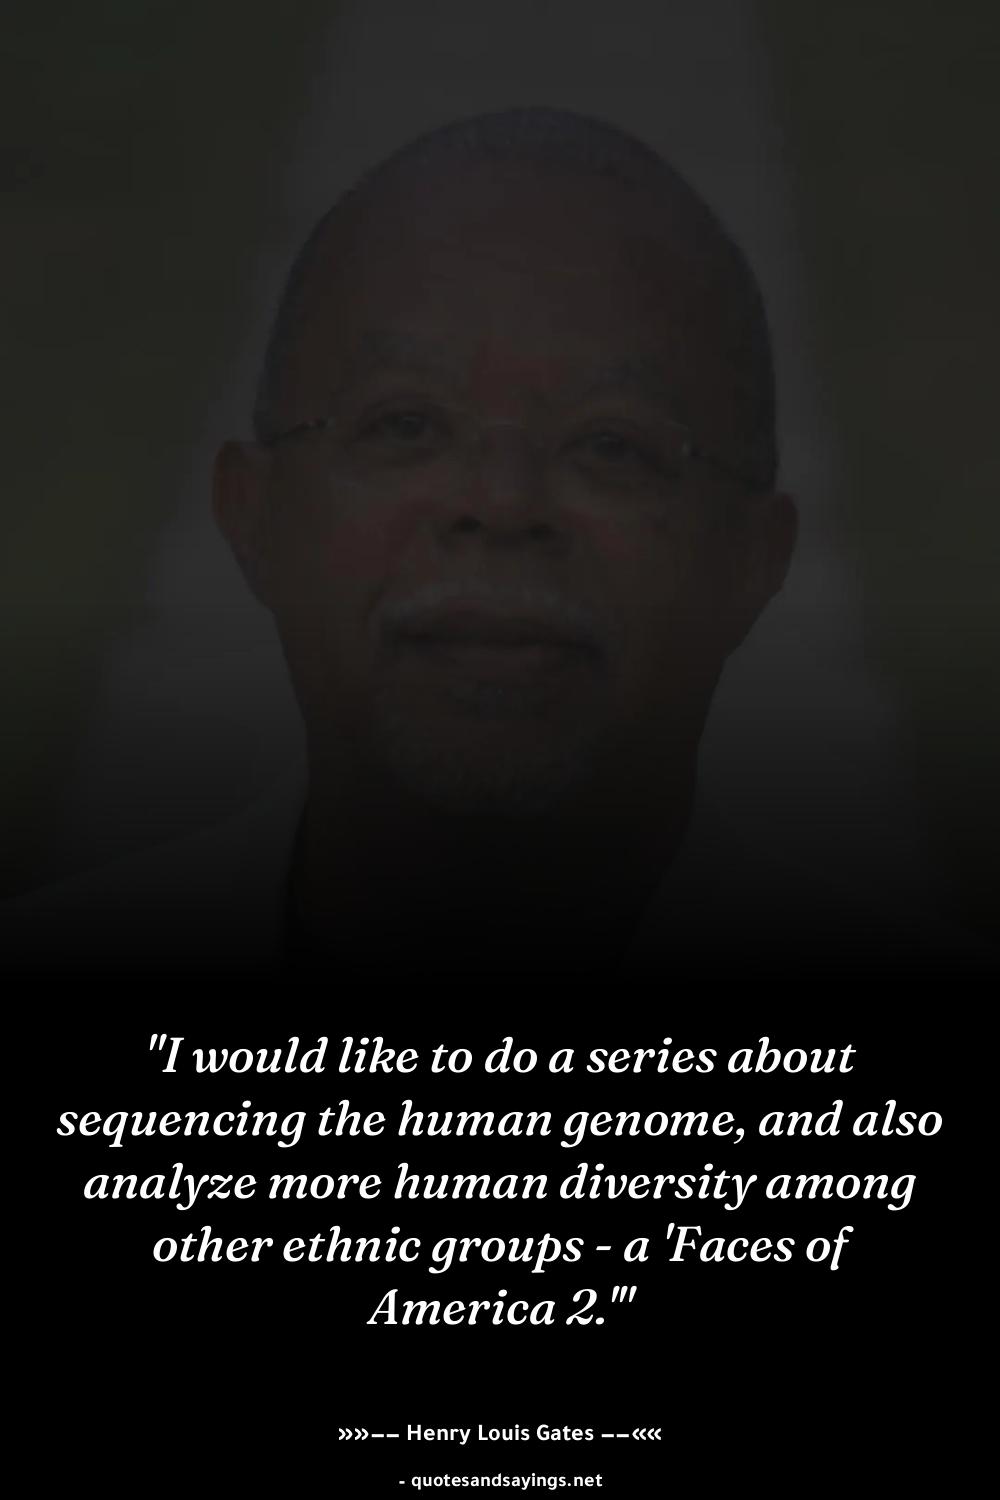 "I would like to do a series about
sequencing the human genome, and also
analyze more human diversity among
other ethnic groups - a 'Faces of
America 2.'"
»»–– Henry Louis Gates ––««
- quotesandsayings.net